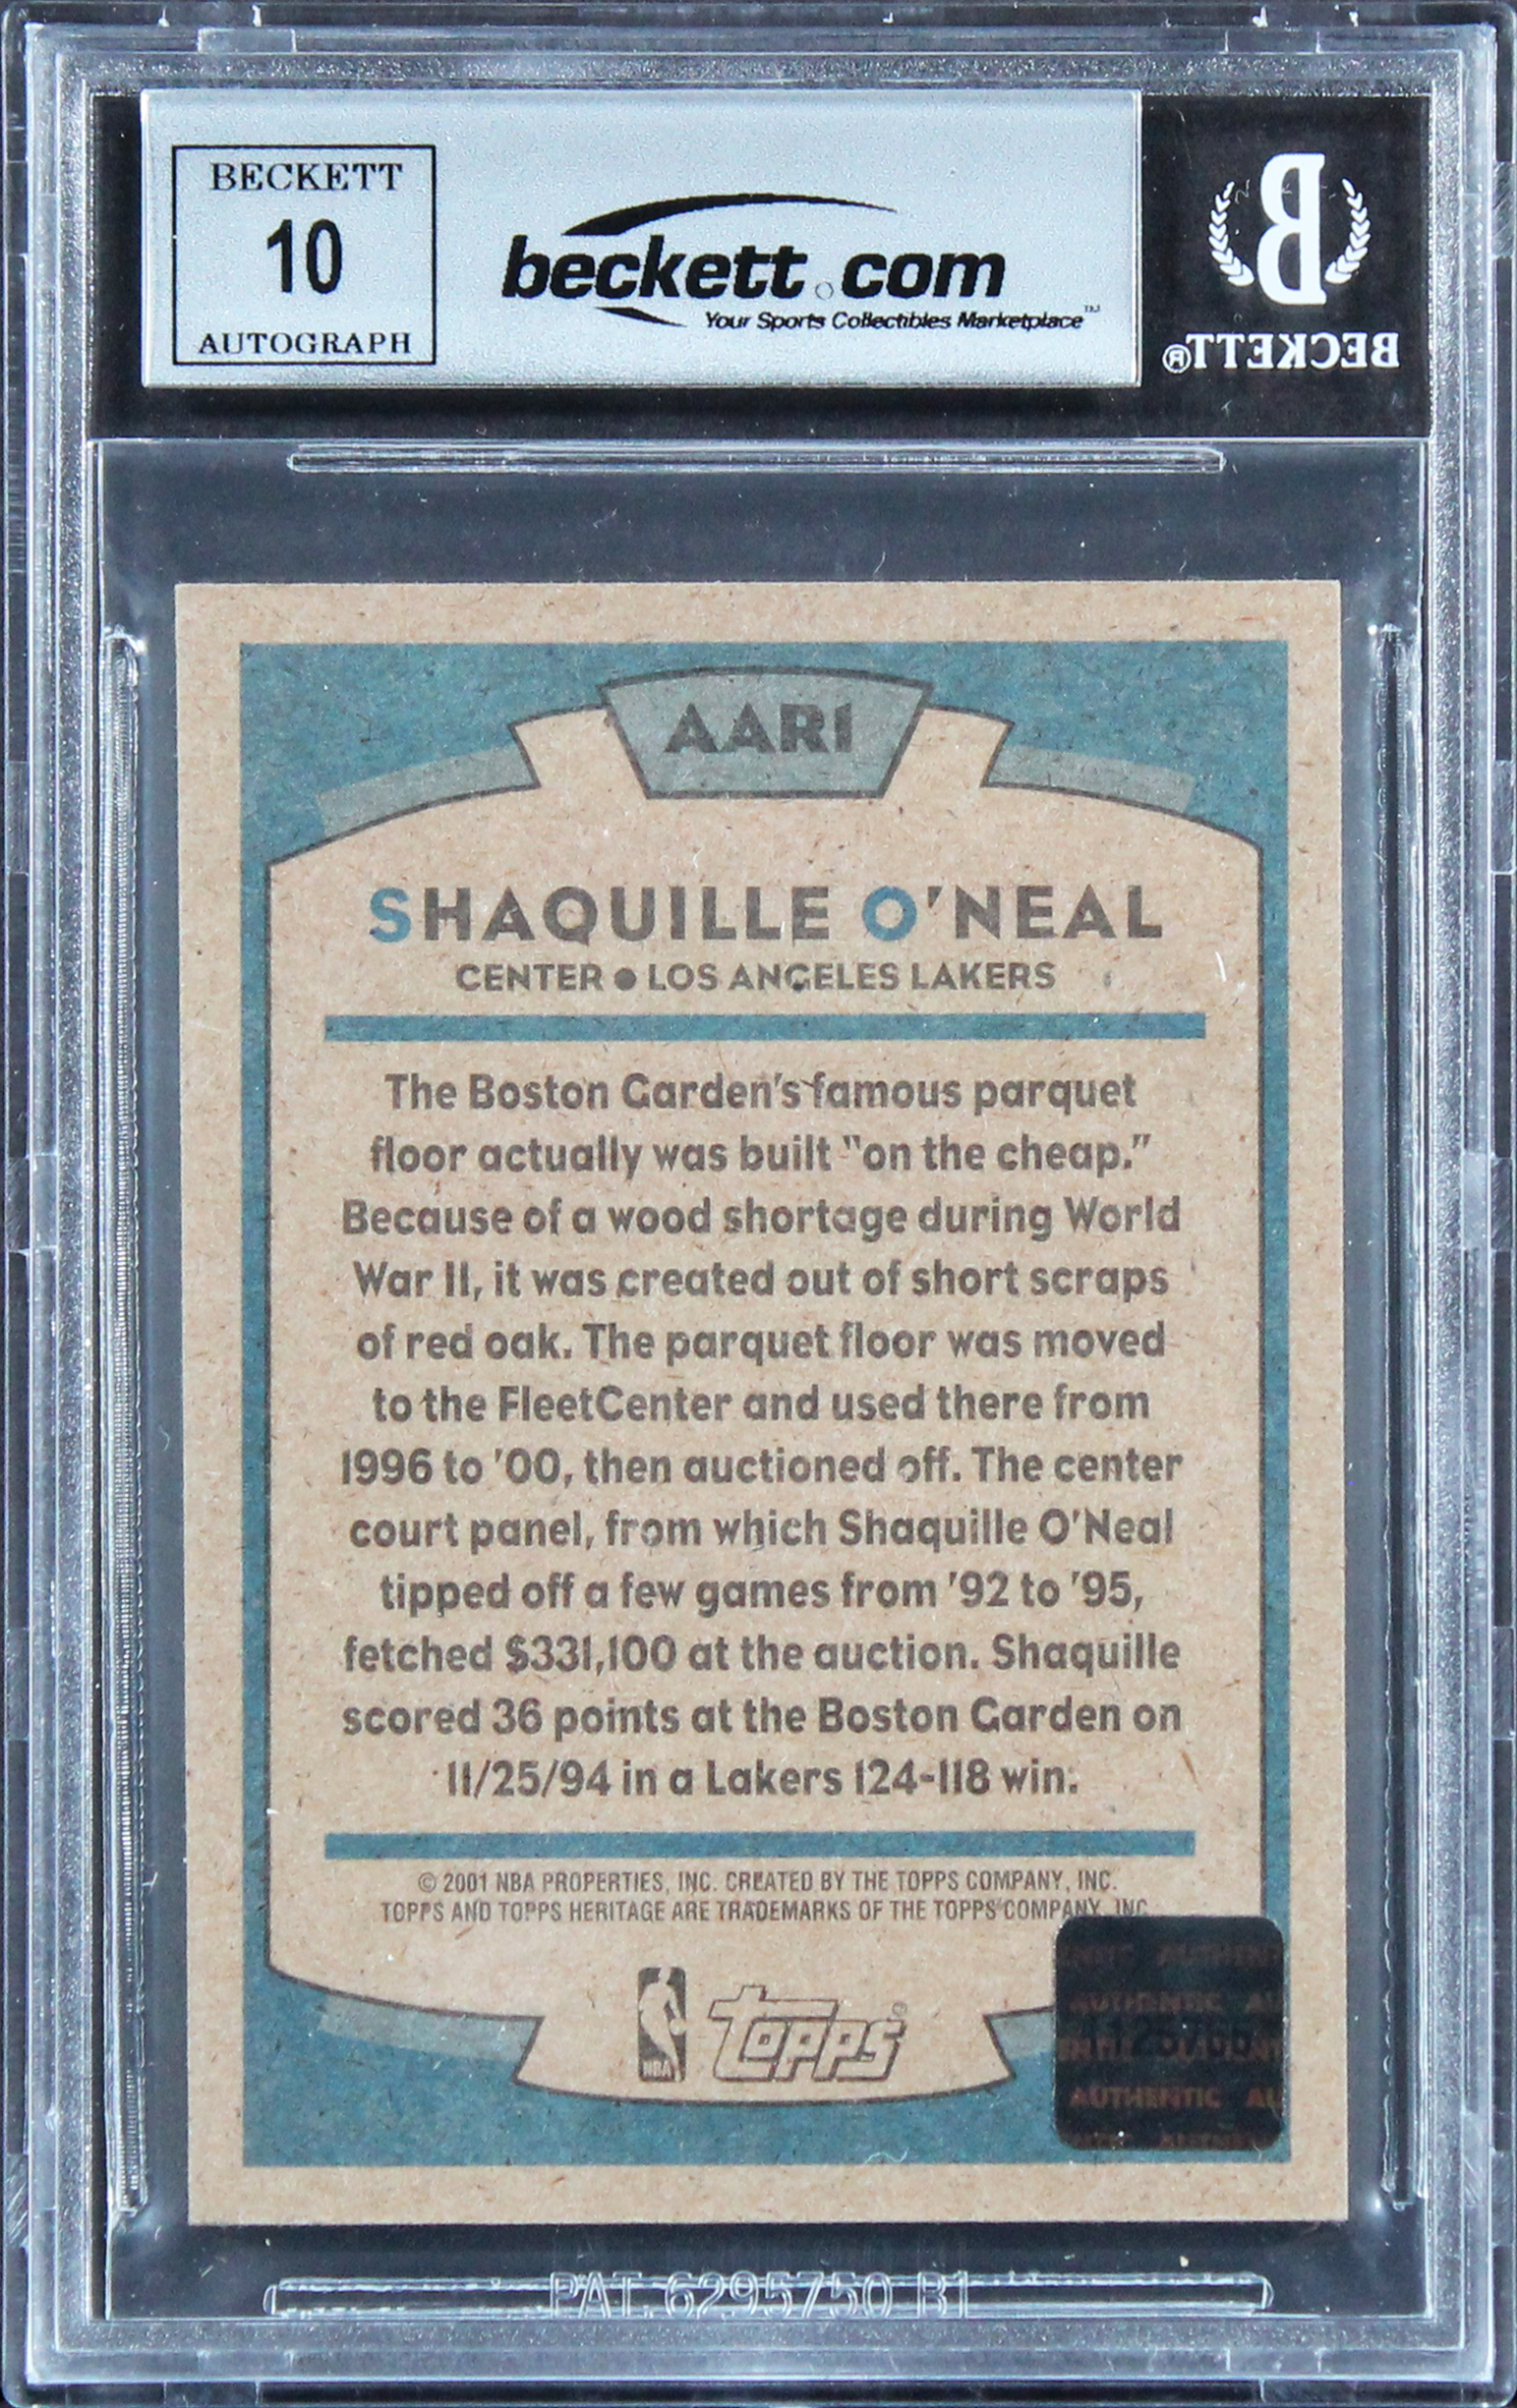 BECKETT
10
AUTOGRAPH
beckett.com
Your Sports Collectibles Marketplace™
B
BECKETT®
AAR1
SHAQUILLE O'NEAL
CENTER ● LOS ANGELES LAKERS
The Boston Garden's famous parquet
floor actually was built "on the cheap."
Because of a wood shortage during World
War II, it was created out of short scraps
of red oak. The parquet floor was moved
to the FleetCenter and used there from
1996 to '00, then auctioned off. The center
court panel, from which Shaquille O'Neal
tipped off a few games from '92 to '95,
fetched $331,100 at the auction. Shaquille
scored 36 points at the Boston Garden on
11/25/94 in a Lakers 124-118 win.
© 2001 NBA PROPERTIES, INC. CREATED BY THE TOPPS COMPANY, INC.
TOPPS AND TOPPS HERITAGE ARE TRADEMARKS OF THE TOPPS COMPANY, INC
NBA
TOPPS®
AUTHENTIC
AUTHENTIC
PAT. 6295750 B1